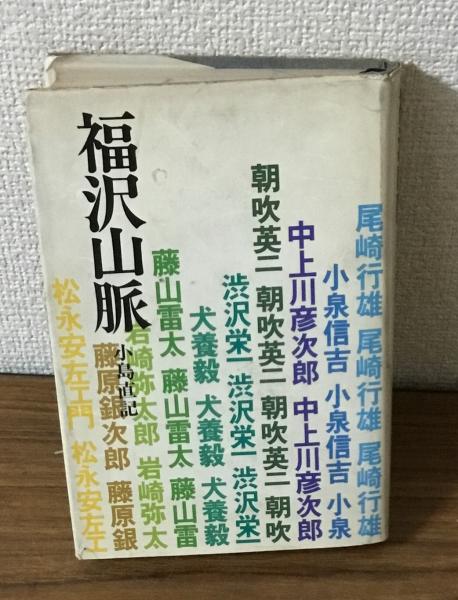 尾崎行雄 尾崎行雄 尾崎行雄
小泉信吉 小泉信吉 小泉
中上川彦次郎 中上川彦次郎
朝吹英二 朝吹英二 朝吹英二 朝吹
渋沢栄一 渋沢栄一 渋沢栄一
犬養毅 犬養毅 犬養毅
藤山雷太 藤山雷太 藤山雷
岩崎弥太郎 岩崎弥太
福沢山脈
小島直記
藤原銀次郎 藤原銀
松永安左エ門 松永安左エ